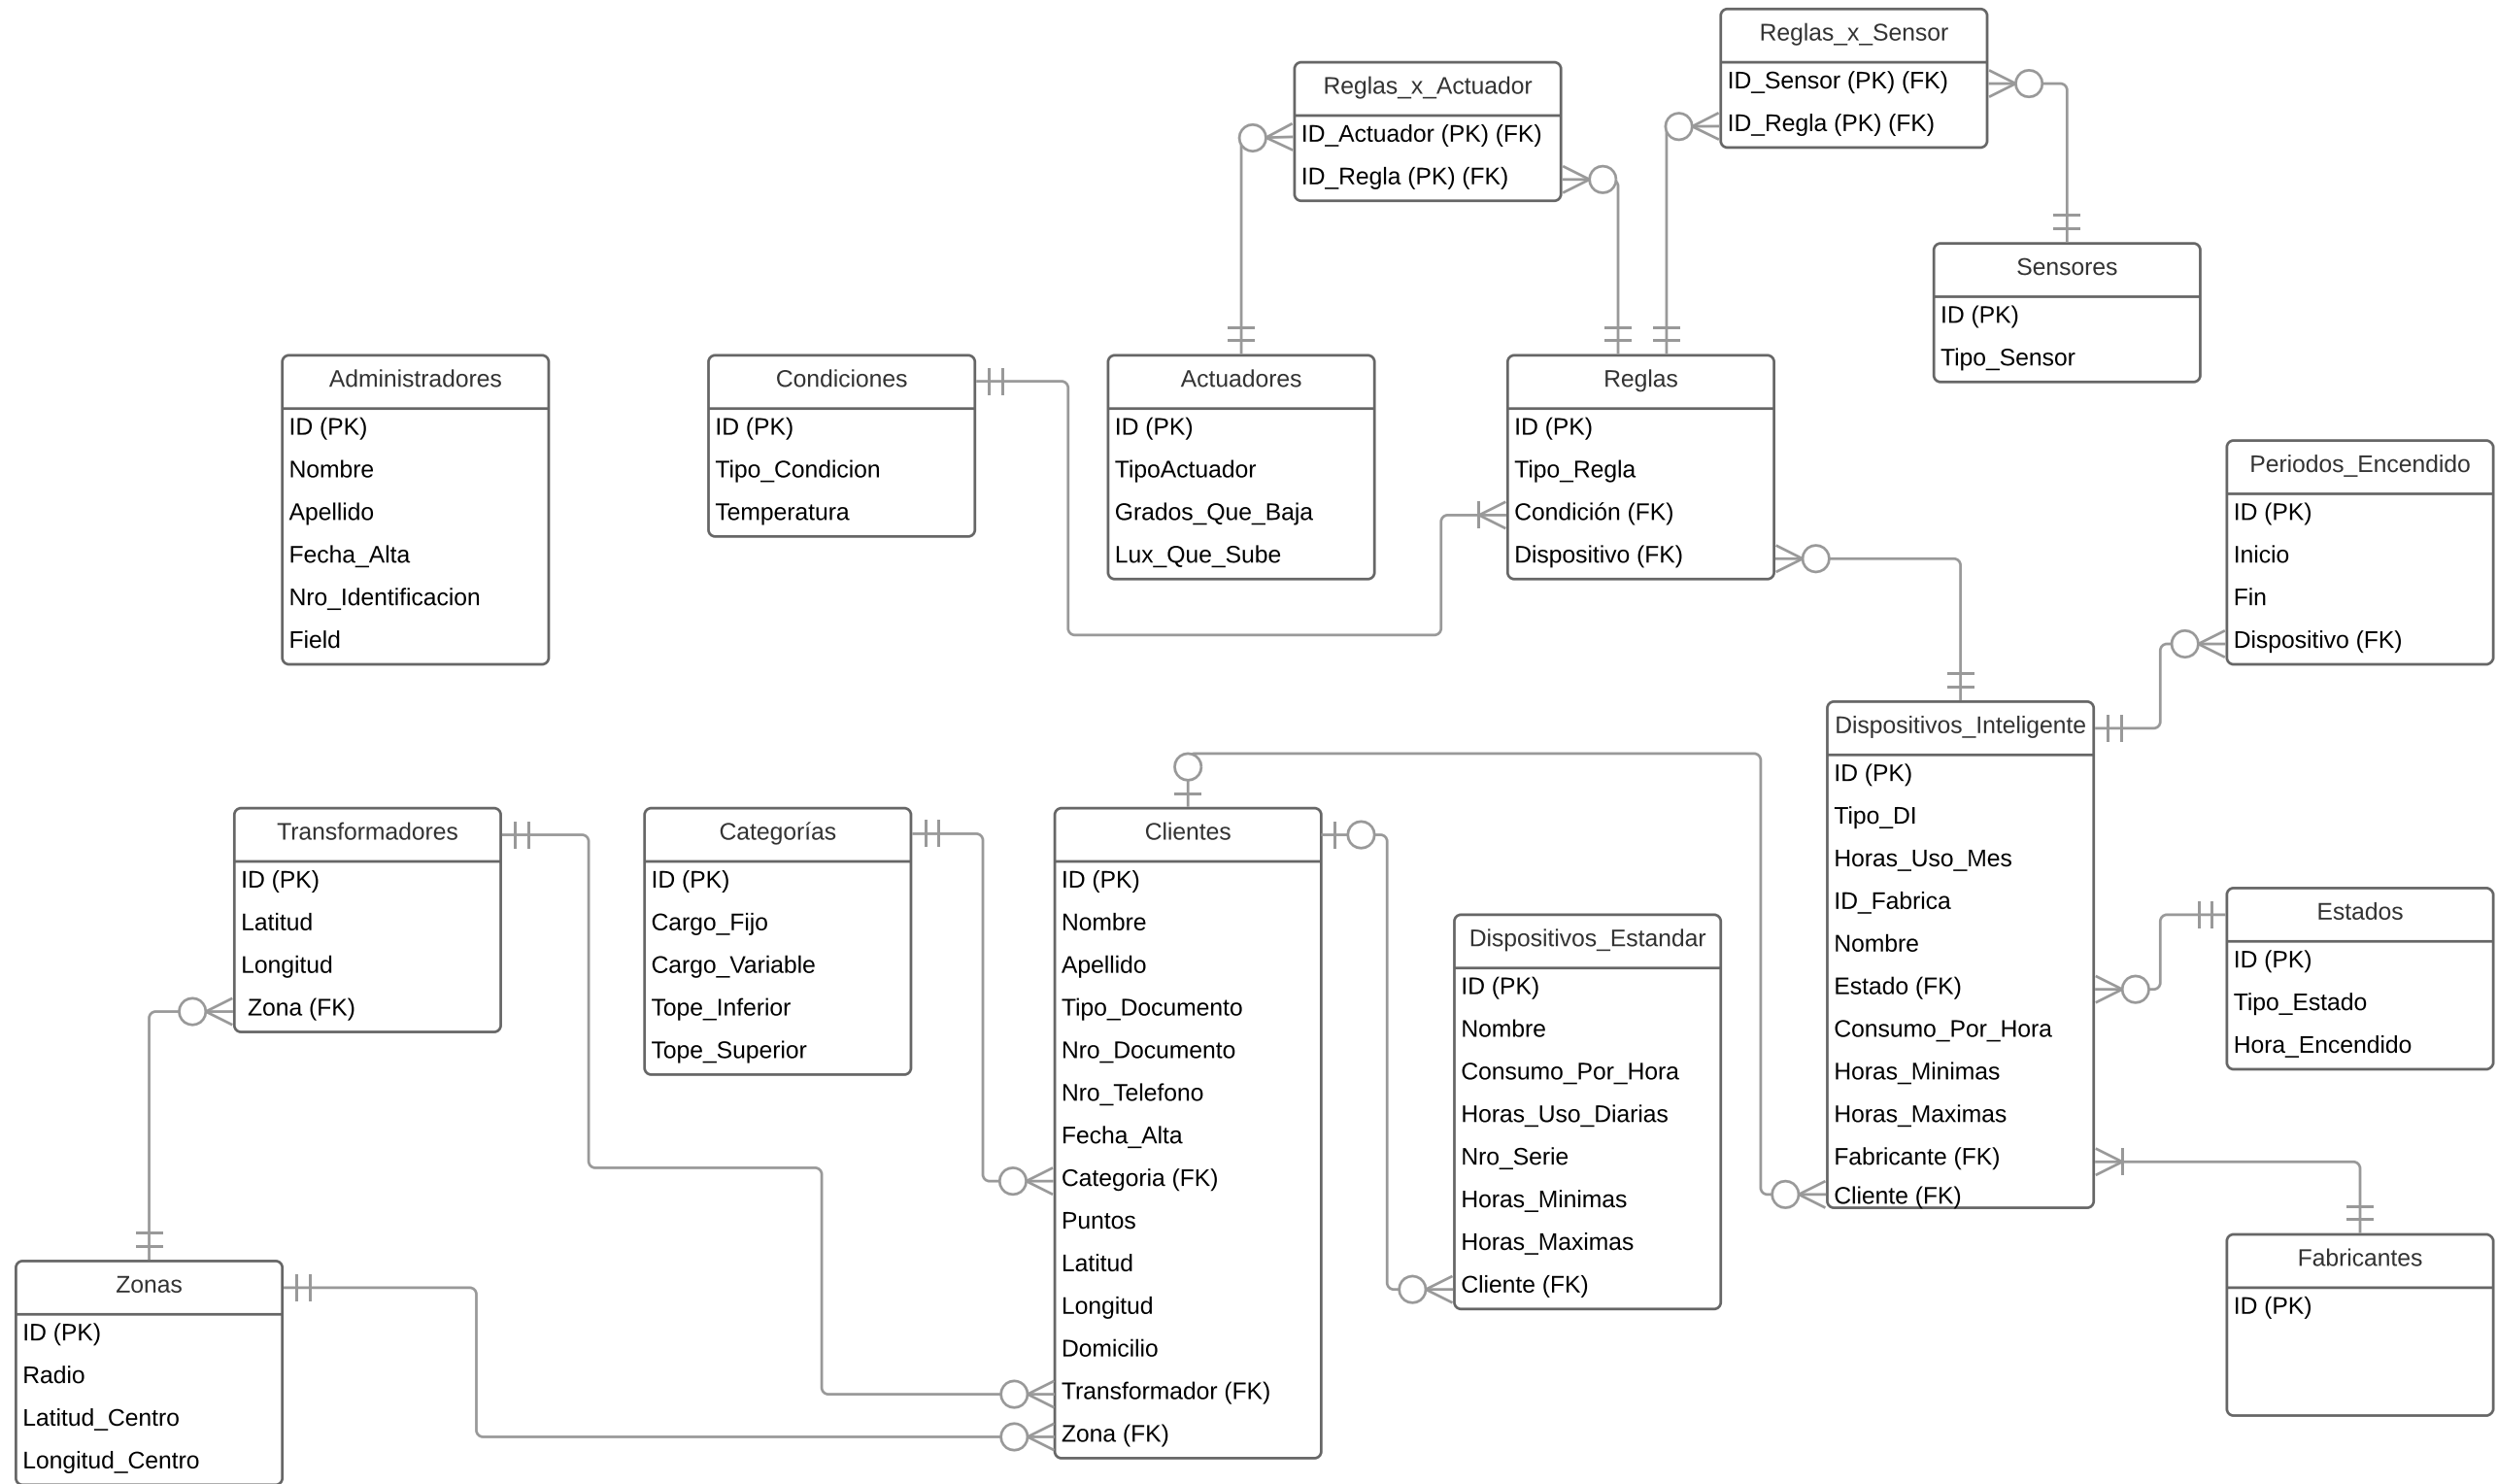 Reglas_x_Sensor
ID_Sensor (PK) (FK)
ID_Regla (PK) (FK)
Reglas_x_Actuador
ID_Actuador (PK) (FK)
ID_Regla (PK) (FK)
Sensores
ID (PK)
Tipo_Sensor
Administradores
ID (PK)
Nombre
Apellido
Fecha_Alta
Nro_Identificacion
Field
Condiciones
ID (PK)
Tipo_Condicion
Temperatura
Actuadores
ID (PK)
TipoActuador
Grados_Que_Baja
Lux_Que_Sube
Reglas
ID (PK)
Tipo_Regla
Condición (FK)
Dispositivo (FK)
Periodos_Encendido
ID (PK)
Inicio
Fin
Dispositivo (FK)
Dispositivos_Inteligente
ID (PK)
Tipo_DI
Horas_Uso_Mes
ID_Fabrica
Nombre
Estado (FK)
Consumo_Por_Hora
Horas_Minimas
Horas_Maximas
Fabricante (FK)
Cliente (FK)
Transformadores
ID (PK)
Latitud
Longitud
Zona (FK)
Categorías
ID (PK)
Cargo_Fijo
Cargo_Variable
Tope_Inferior
Tope_Superior
Clientes
ID (PK)
Nombre
Apellido
Tipo_Documento
Nro_Documento
Nro_Telefono
Fecha_Alta
Categoria (FK)
Puntos
Latitud
Longitud
Domicilio
Transformador (FK)
Zona (FK)
Dispositivos_Estandar
ID (PK)
Nombre
Consumo_Por_Hora
Horas_Uso_Diarias
Nro_Serie
Horas_Minimas
Horas_Maximas
Cliente (FK)
Estados
ID (PK)
Tipo_Estado
Hora_Encendido
Fabricantes
ID (PK)
Zonas
ID (PK)
Radio
Latitud_Centro
Longitud_Centro